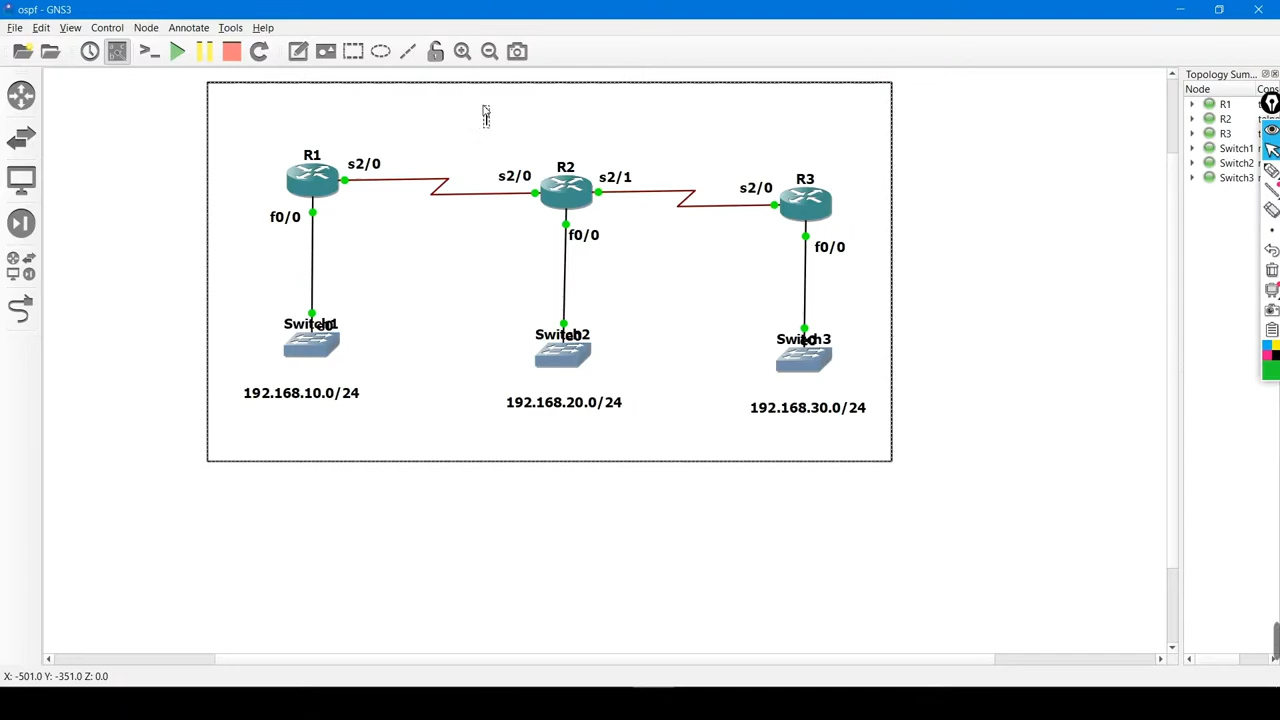 ospf - GNS3
File Edit View Control Node Annotate Tools Help
Topology Sum...
Node Cons
R1
R2
R3
Switch1
Switch2
Switch3
R1 s2/0
s2/0 R2 s2/1
s2/0 R3
f0/0
f0/0
f0/0
Switch1
Switch2
Switch3
192.168.10.0/24
192.168.20.0/24
192.168.30.0/24
X: -501.0 Y: -351.0 Z: 0.0